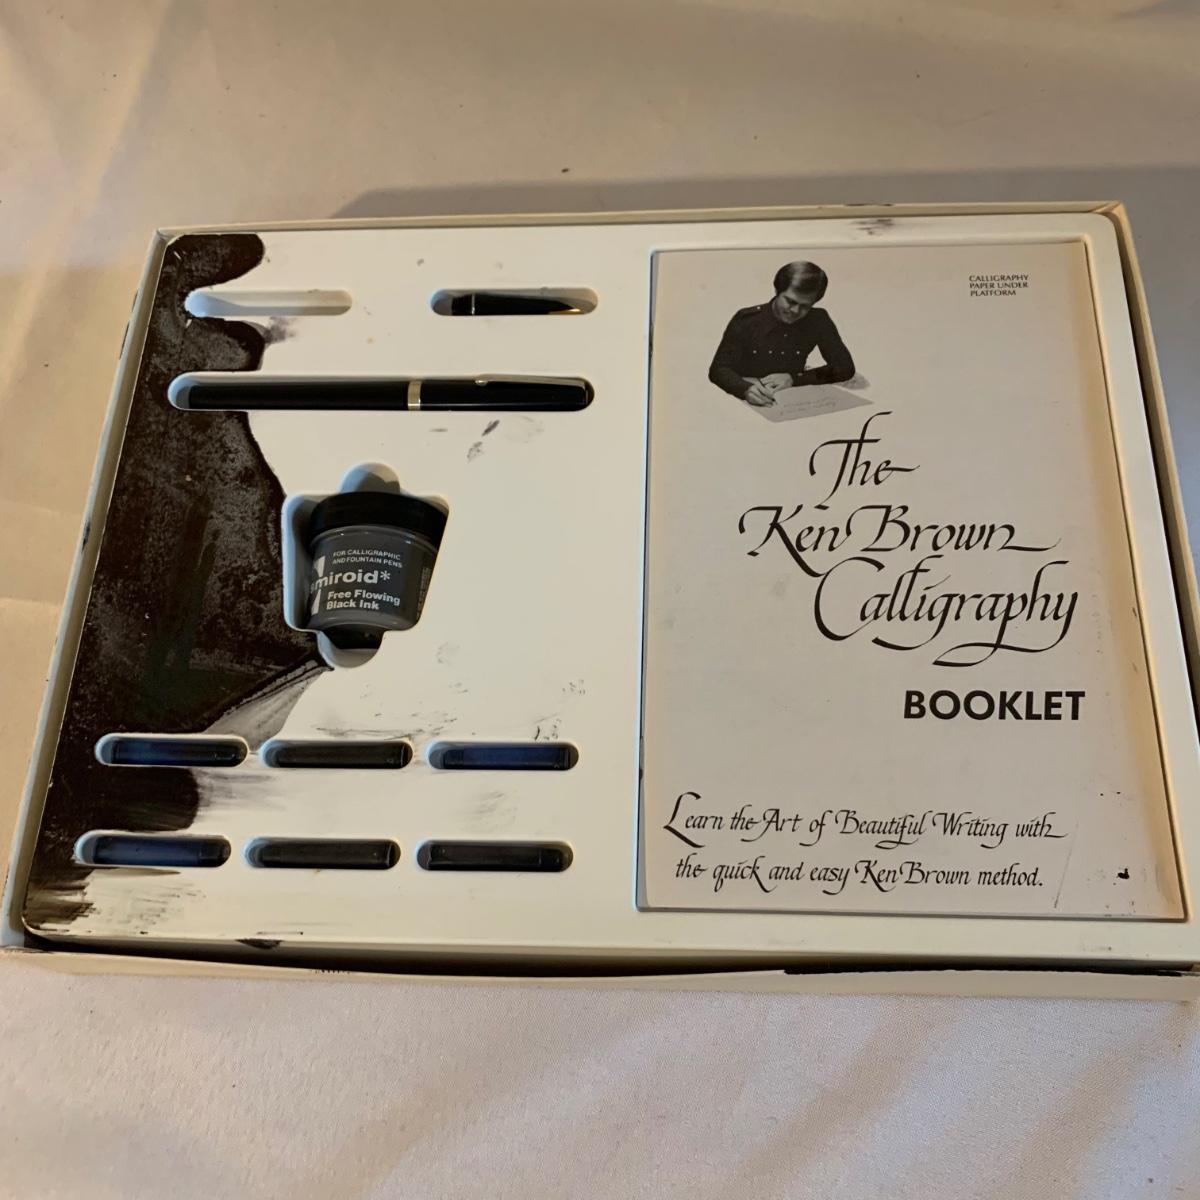 CALLIGRAPHY
PAPER UNDER
PLATFORM
The
Ken Brown
Calligraphy
BOOKLET
Learn the Art of Beautiful Writing with
the quick and easy Ken Brown method.
FOR CALLIGRAPHIC
AND FOUNTAIN PENS
miroid*
Free Flowing
Black Ink